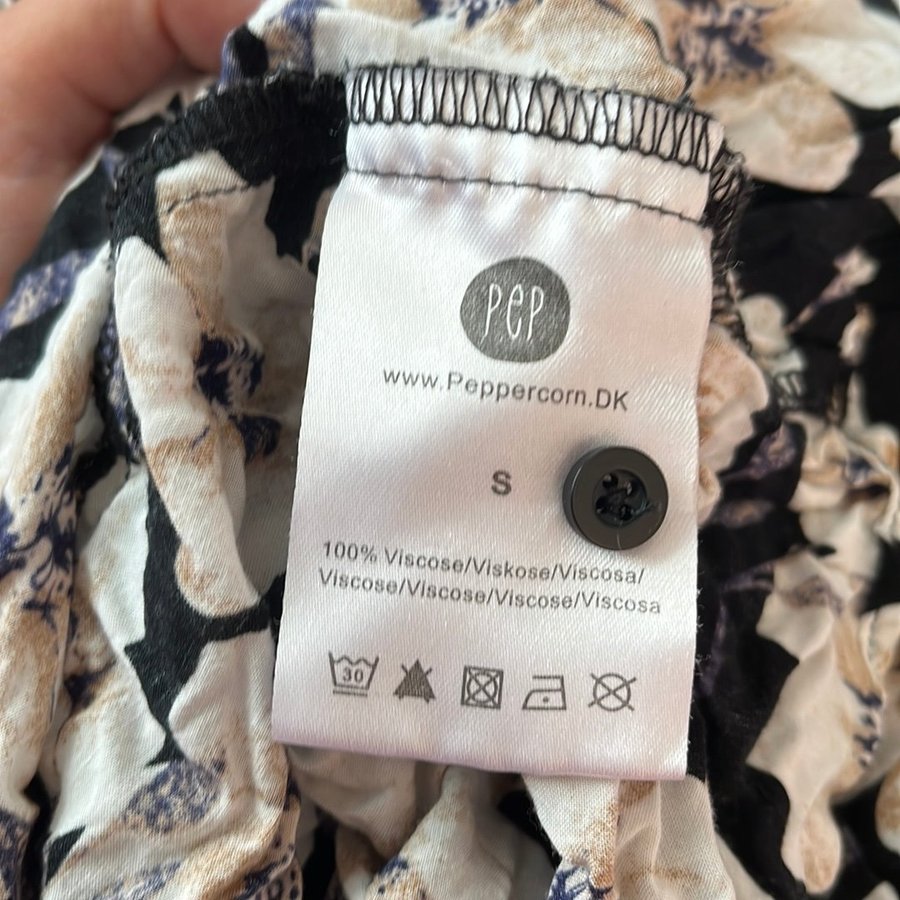 pep
www.Peppercorn.DK
S
100% Viscose/Viskose/Viscosa/
Viscose/Viscose/Viscose/Viscosa
30